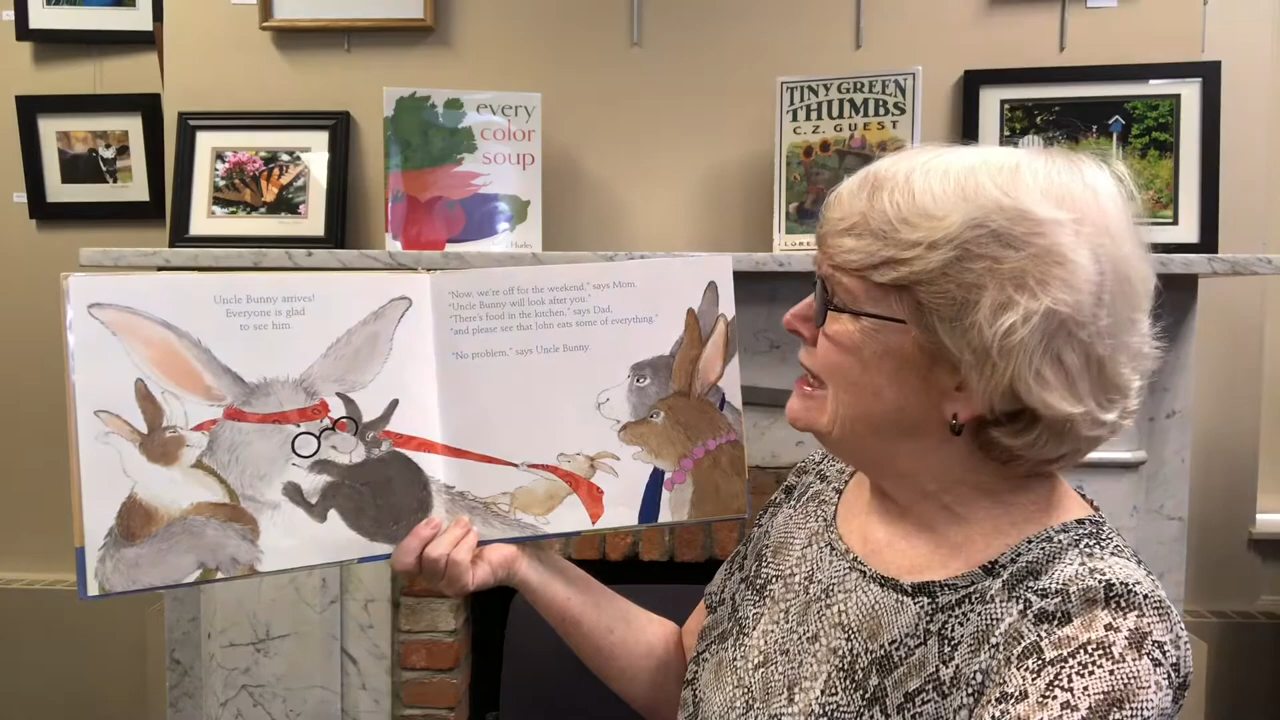 every
color
soup
TINY GREEN
THUMBS
C. Z. GUEST
Uncle Bunny arrives!
Everyone is glad
to see him.
"Now, we're off for the weekend," says Mom.
"Uncle Bunny will look after you."
"There's food in the kitchen," says Dad,
"and please see that John eats some of everything."
"No problem," says Uncle Bunny.